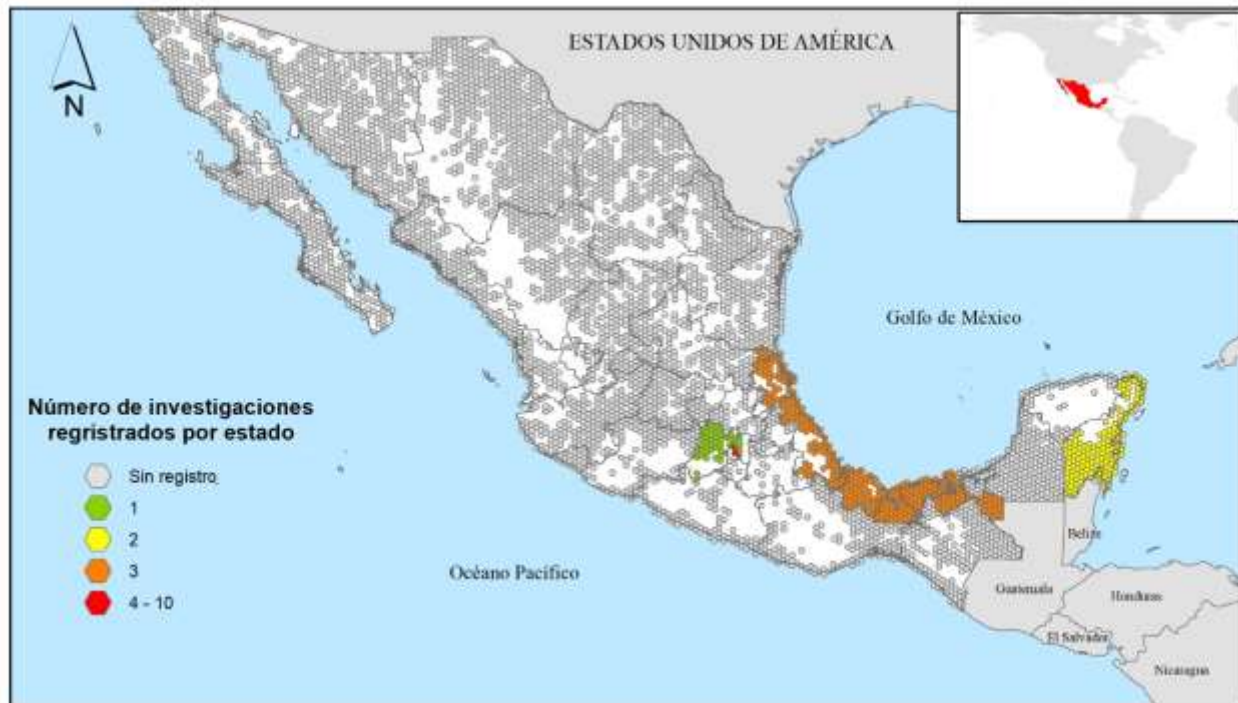 ESTADOS UNIDOS DE AMÉRICA
N
Golfo de México
Número de investigaciones
regristrados por estado
Sin registro
1
2
3
4 - 10
Océano Pacífico
Belize
Guatemala
Honduras
El Salvador
Nicaragua